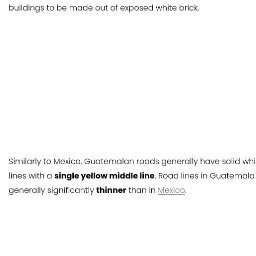 buildings to be made out of exposed white brick.
Similarly to Mexico, Guatemalan roads generally have solid whi
lines with a single yellow middle line. Road lines in Guatemala
generally significantly thinner than in Mexico.